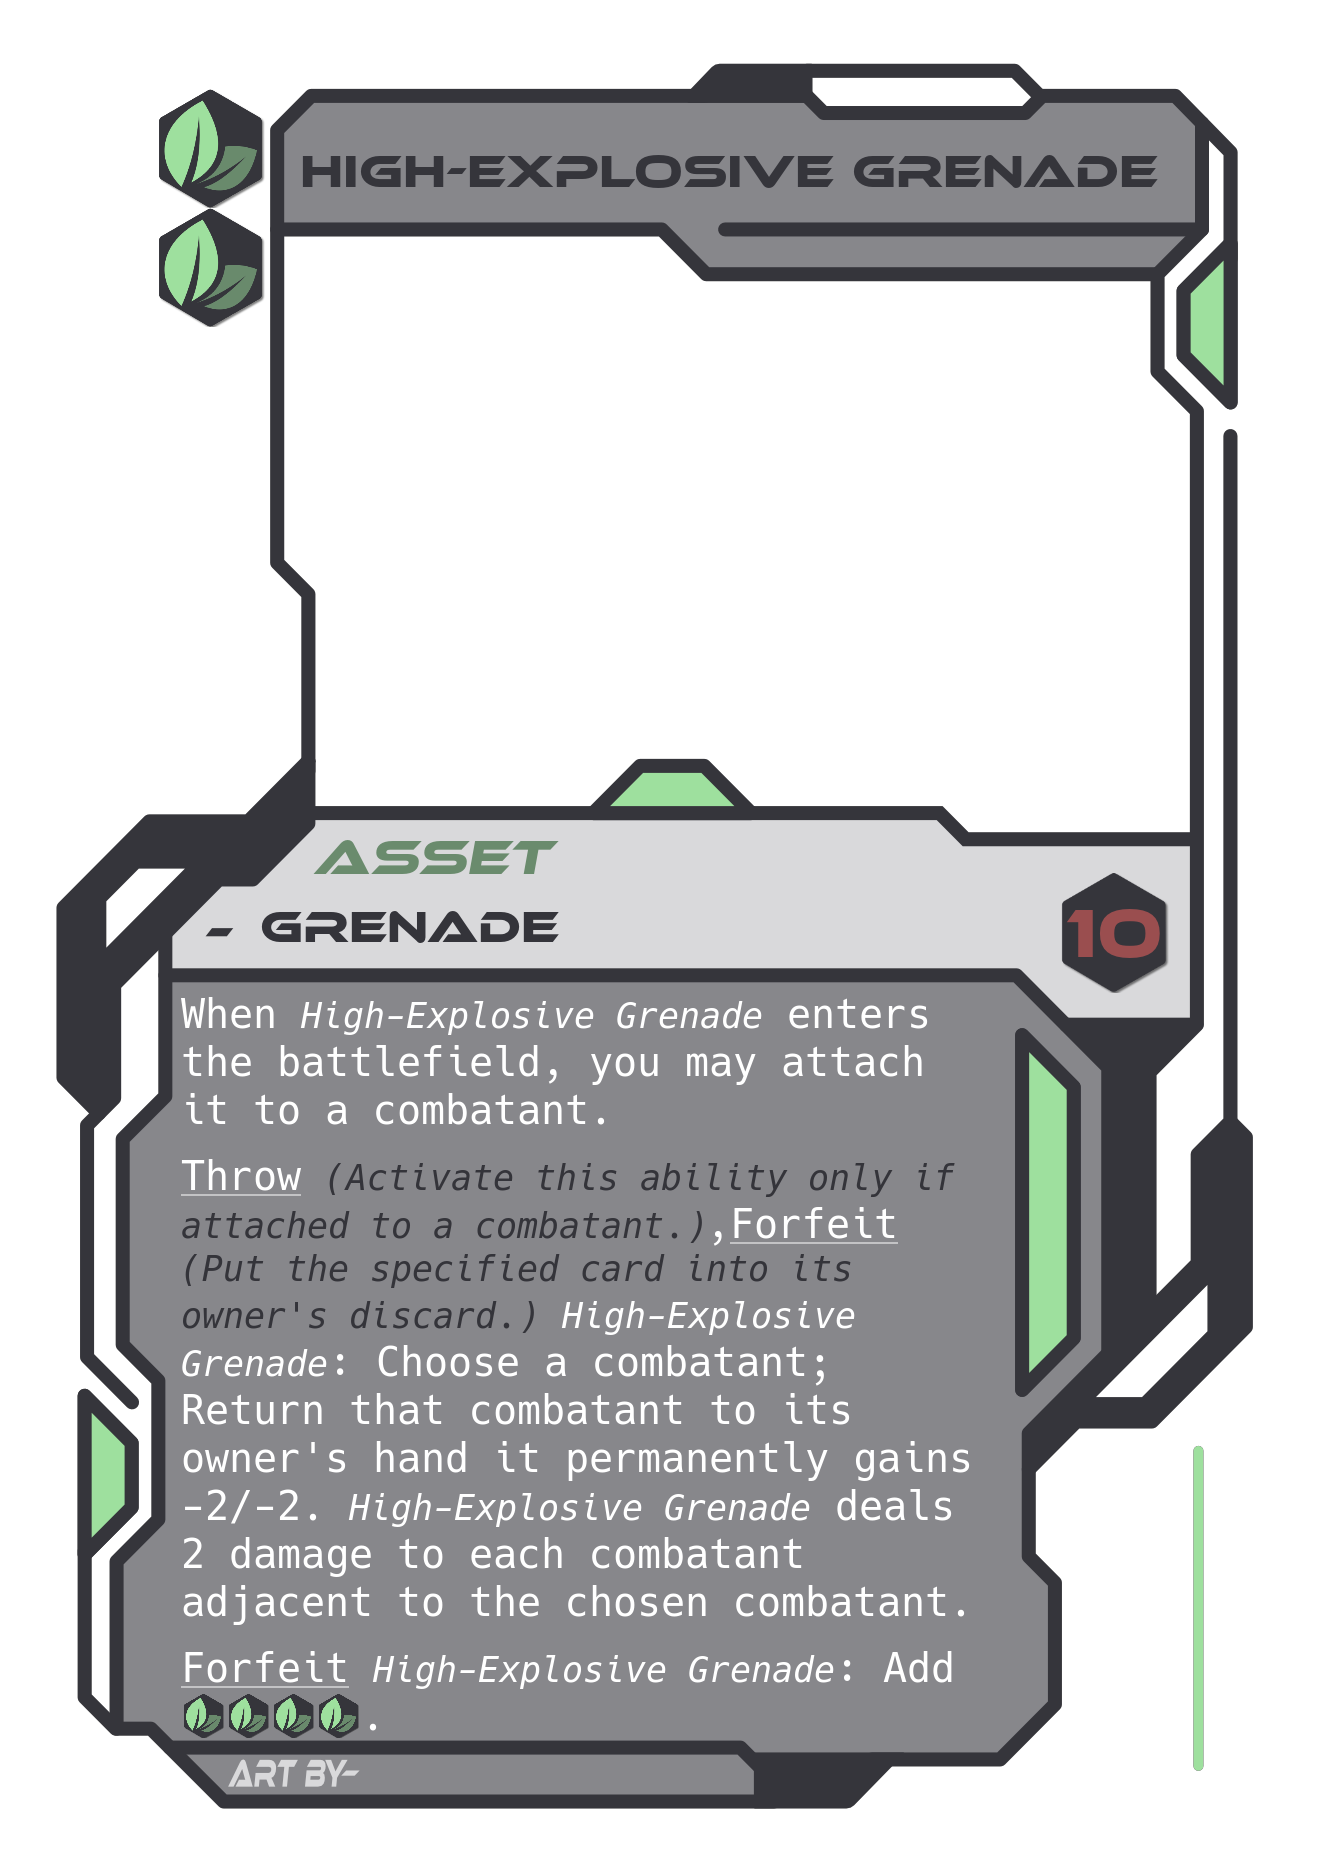 HIGH-EXPLOSIVE GRENADE
ASSET
- GRENADE
10
When High-Explosive Grenade enters
the battlefield, you may attach
it to a combatant.
Throw (Activate this ability only if
attached to a combatant.),Forfeit
(Put the specified card into its
owner's discard.) High-Explosive
Grenade: Choose a combatant;
Return that combatant to its
owner's hand it permanently gains
-2/-2. High-Explosive Grenade deals
2 damage to each combatant
adjacent to the chosen combatant.
Forfeit High-Explosive Grenade: Add
.
ART BY-